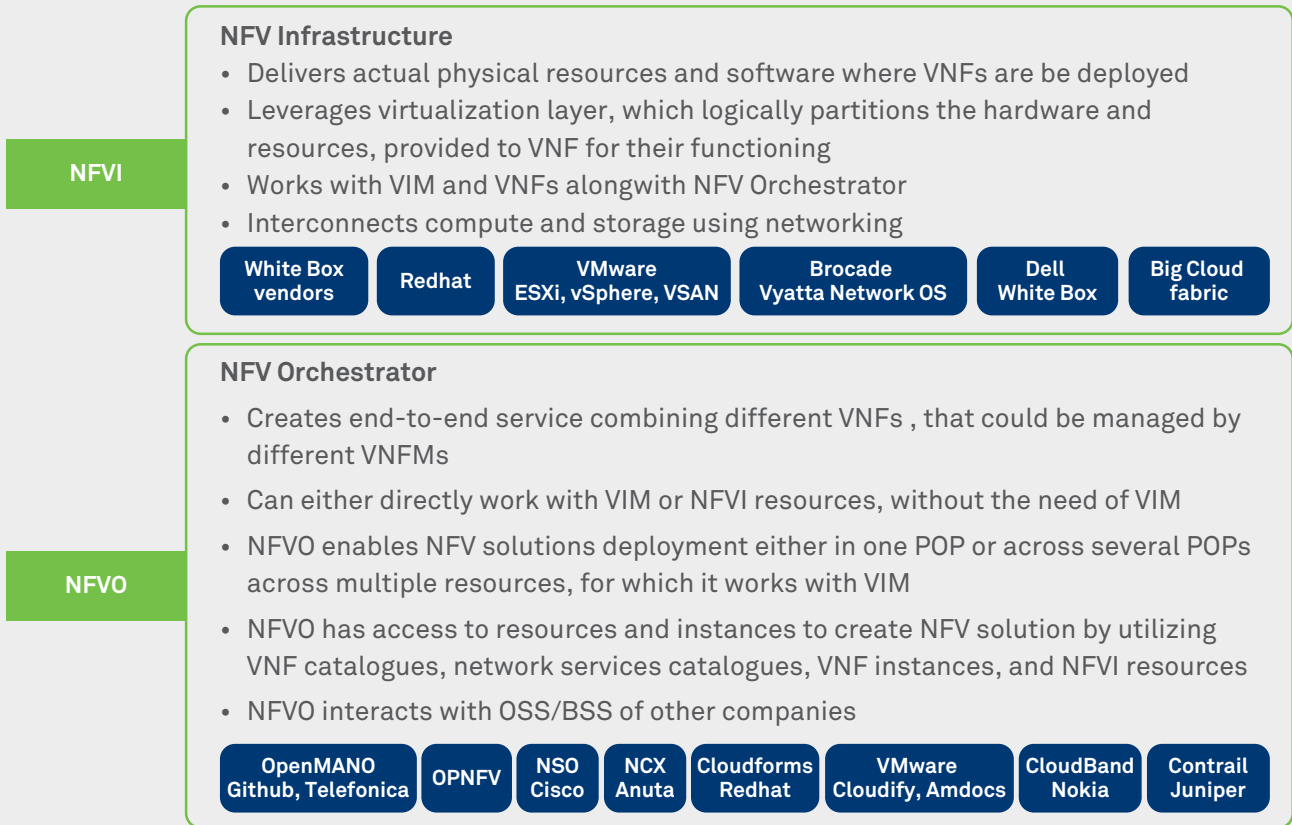 NFV Infrastructure
• Delivers actual physical resources and software where VNFs are be deployed
• Leverages virtualization layer, which logically partitions the hardware and
resources, provided to VNF for their functioning
NFVI
• Works with VIM and VNFs alongwith NFV Orchestrator
• Interconnects compute and storage using networking
White Box
vendors
Redhat
VMware
ESXi, vSphere, VSAN
Brocade
Vyatta Network OS
Dell
White Box
Big Cloud
fabric
NFV Orchestrator
• Creates end-to-end service combining different VNFs , that could be managed by
different VNFMs
• Can either directly work with VIM or NFVI resources, without the need of VIM
• NFVO enables NFV solutions deployment either in one POP or across several POPs
across multiple resources, for which it works with VIM
NFVO
• NFVO has access to resources and instances to create NFV solution by utilizing
VNF catalogues, network services catalogues, VNF instances, and NFVI resources
• NFVO interacts with OSS/BSS of other companies
OpenMANO
Github, Telefonica
OPNFV
NSO
Cisco
NCX
Anuta
Cloudforms
Redhat
VMware
Cloudify, Amdocs
CloudBand
Nokia
Contrail
Juniper